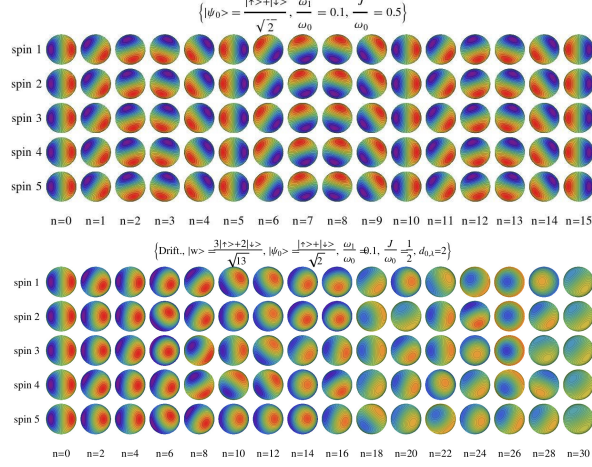 {|ψ0> = |↑>+|↓> / √2, ω1/ω0 = 0.1, J/ω0 = 0.5}
spin 1
spin 2
spin 3
spin 4
spin 5
n=0 n=1 n=2 n=3 n=4 n=5 n=6 n=7 n=8 n=9 n=10 n=11 n=12 n=13 n=14 n=15
{Drift., |w> = 3|↑>+2|↓> / √13, |ψ0> = |↑>+|↓> / √2, ω1/ω0 = 0.1, J/ω0 = 1/2, d0,λ=2}
spin 1
spin 2
spin 3
spin 4
spin 5
n=0 n=2 n=4 n=6 n=8 n=10 n=12 n=14 n=16 n=18 n=20 n=22 n=24 n=26 n=28 n=30